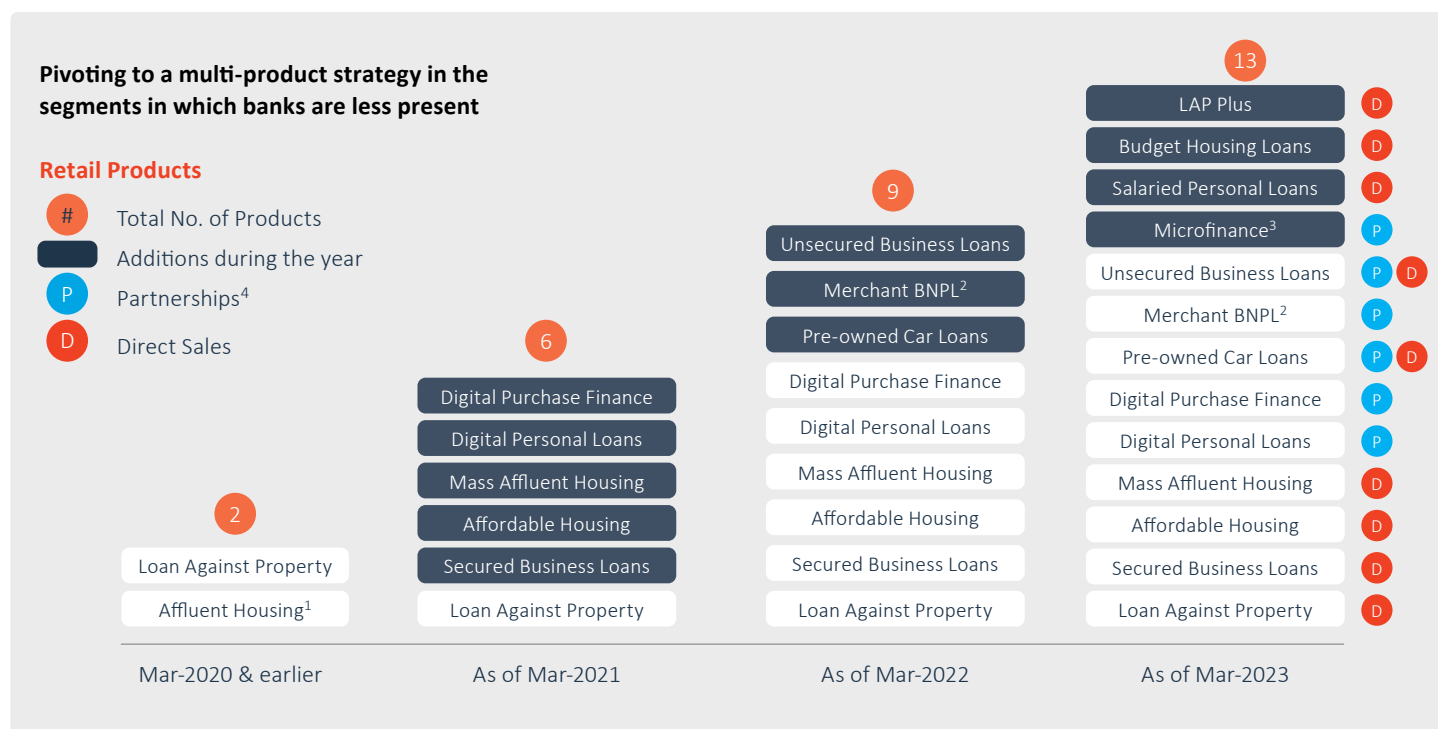 Pivoting to a multi-product strategy in the
segments in which banks are less present
Retail Products
# Total No. of Products
Additions during the year
P Partnerships⁴
D Direct Sales
2
Loan Against Property
Affluent Housing¹
Mar-2020 & earlier
6
Digital Purchase Finance
Digital Personal Loans
Mass Affluent Housing
Affordable Housing
Secured Business Loans
Loan Against Property
As of Mar-2021
9
Unsecured Business Loans
Merchant BNPL²
Pre-owned Car Loans
Digital Purchase Finance
Digital Personal Loans
Mass Affluent Housing
Affordable Housing
Secured Business Loans
Loan Against Property
As of Mar-2022
13
LAP Plus D
Budget Housing Loans D
Salaried Personal Loans D
Microfinance³ P
Unsecured Business Loans P D
Merchant BNPL² P
Pre-owned Car Loans P D
Digital Purchase Finance P
Digital Personal Loans P
Mass Affluent Housing D
Affordable Housing D
Secured Business Loans D
Loan Against Property D
As of Mar-2023